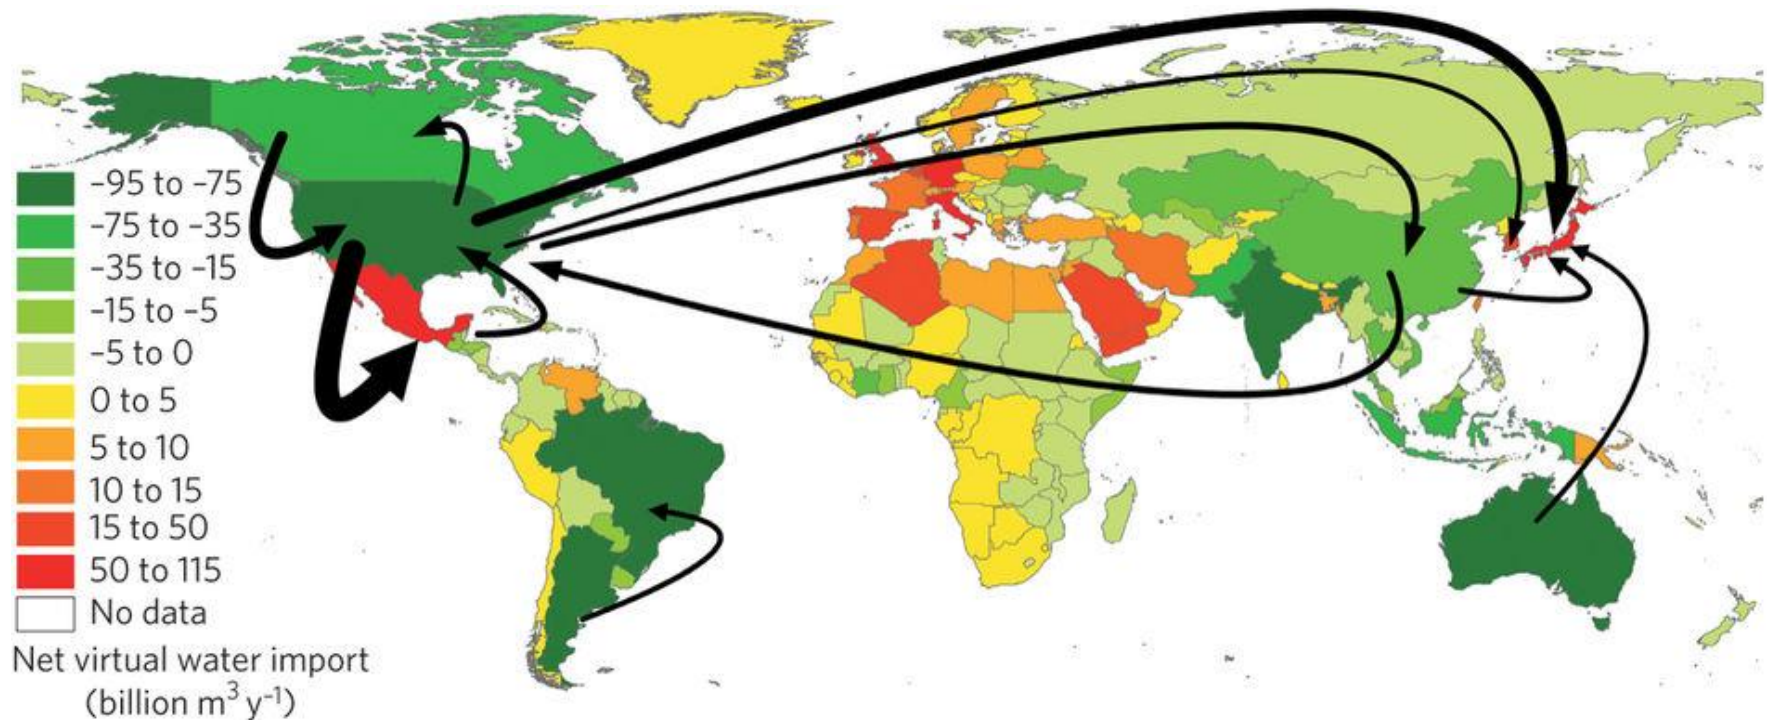 –95 to –75
–75 to –35
–35 to –15
–15 to –5
–5 to 0
0 to 5
5 to 10
10 to 15
15 to 50
50 to 115
No data
Net virtual water import
(billion m³ y⁻¹)